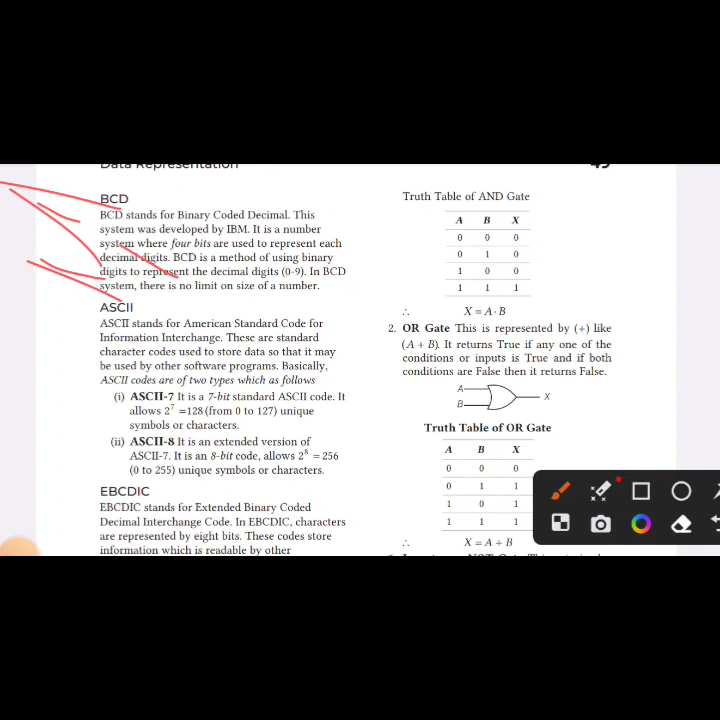 Data Representation
49
BCD
BCD stands for Binary Coded Decimal. This
system was developed by IBM. It is a number
system where four bits are used to represent each
decimal digits. BCD is a method of using binary
digits to represent the decimal digits (0-9). In BCD
system, there is no limit on size of a number.
ASCII
ASCII stands for American Standard Code for
Information Interchange. These are standard
character codes used to store data so that it may
be used by other software programs. Basically,
ASCII codes are of two types which as follows
(i) ASCII-7 It is a 7-bit standard ASCII code. It
allows 2⁷ =128 (from 0 to 127) unique
symbols or characters.
(ii) ASCII-8 It is an extended version of
ASCII-7. It is an 8-bit code, allows 2⁸ = 256
(0 to 255) unique symbols or characters.
EBCDIC
EBCDIC stands for Extended Binary Coded
Decimal Interchange Code. In EBCDIC, characters
are represented by eight bits. These codes store
information which is readable by other
Truth Table of AND Gate
A B X
0 0 0
0 1 0
1 0 0
1 1 1
∴ X = A · B
2. OR Gate This is represented by (+) like
(A + B). It returns True if any one of the
conditions or inputs is True and if both
conditions are False then it returns False.
A
X
B
Truth Table of OR Gate
A B X
0 0 0
0 1 1
1 0 1
1 1 1
∴ X = A + B